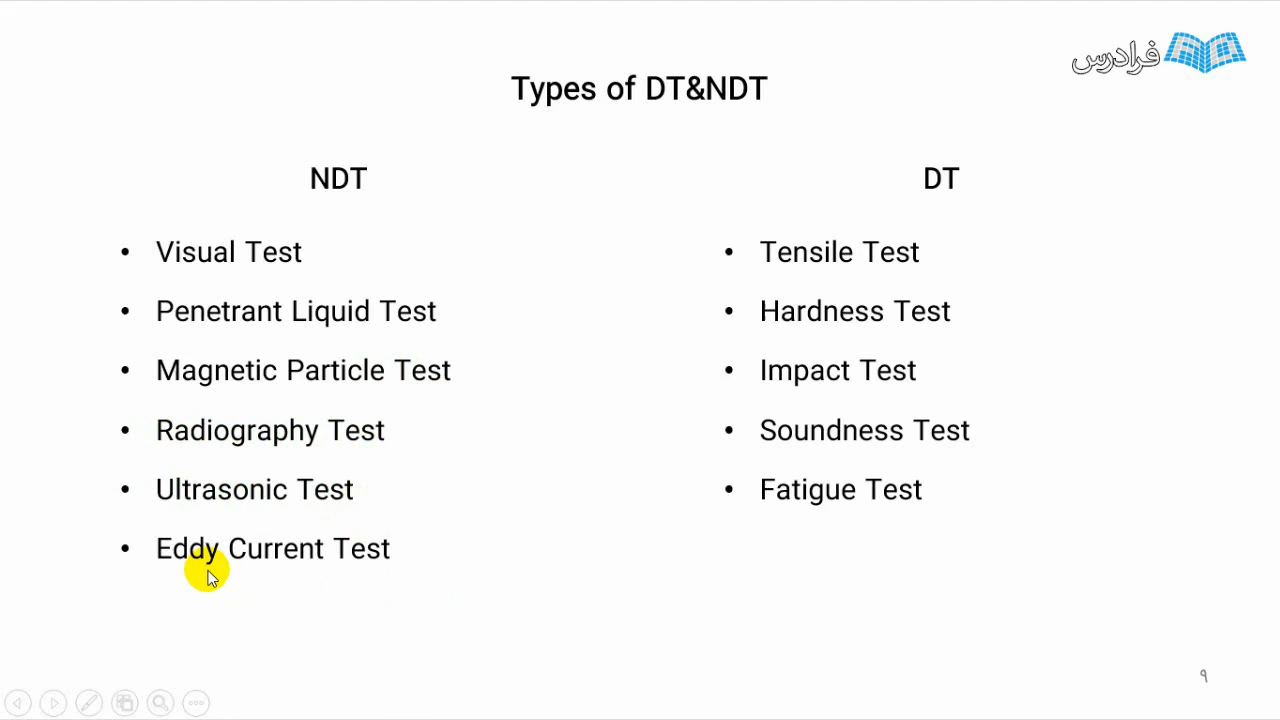 فرادرس
Types of DT&NDT
NDT
• Visual Test
• Penetrant Liquid Test
• Magnetic Particle Test
• Radiography Test
• Ultrasonic Test
• Eddy Current Test
DT
• Tensile Test
• Hardness Test
• Impact Test
• Soundness Test
• Fatigue Test
۹